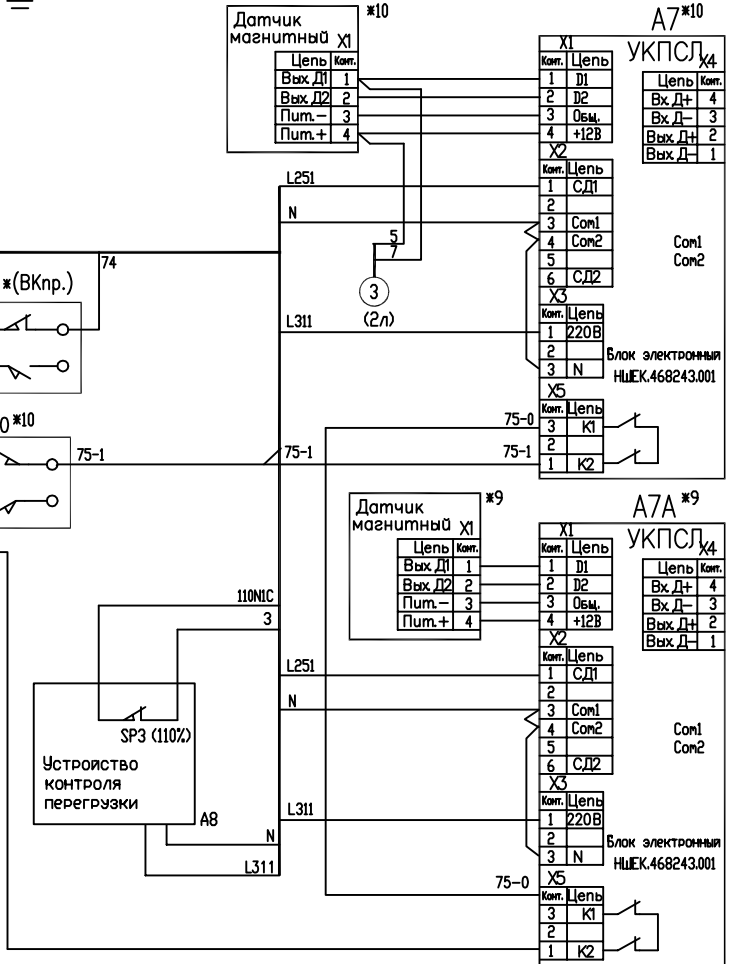 Датчик *10
магнитный X1
Цепь Конт.
Вых Д1 1
Вых Д2 2
Пит.- 3
Пит.+ 4
A7*10
УКПСЛ
X1
Конт. Цепь
1 D1
2 D2
3 Общ.
4 +12В
X4
Цепь Конт.
Вх Д+ 4
Вх Д- 3
Вых Д+ 2
Вых Д- 1
X2
Конт. Цепь
1 СД1
2
3 Com1
4 Com2
5
6 СД2
Com1
Com2
X3
Конт. Цепь
1 220В
2
3 N
Блок электронный
НШЕК.468243.001
X5
Конт. Цепь
3 К1
2
1 К2
L251
N
5
7
3
(2л)
74
*(ВКпр.)
L311
0*10
75-0
75-1
75-1
75-1
Датчик *9
магнитный X1
Цепь Конт.
Вых Д1 1
Вых Д2 2
Пит.- 3
Пит.+ 4
A7A *9
УКПСЛ
X1
Конт. Цепь
1 D1
2 D2
3 Общ.
4 +12В
X4
Цепь Конт.
Вх Д+ 4
Вх Д- 3
Вых Д+ 2
Вых Д- 1
X2
Конт. Цепь
1 СД1
2
3 Com1
4 Com2
5
6 СД2
Com1
Com2
X3
Конт. Цепь
1 220В
2
3 N
Блок электронный
НШЕК.468243.001
X5
Конт. Цепь
3 К1
2
1 К2
110N1C
3
L251
N
SP3 (110%)
Устройство
контроля
перегрузки
A8
L311
N
L311
75-0